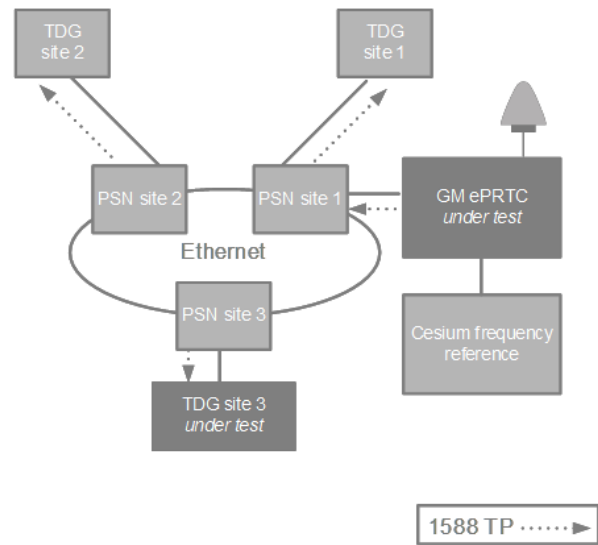 TDG
site 2
TDG
site 1
PSN site 2
PSN site 1
GM ePRTC
under test
Ethernet
PSN site 3
Cesium frequency
reference
TDG site 3
under test
1588 TP